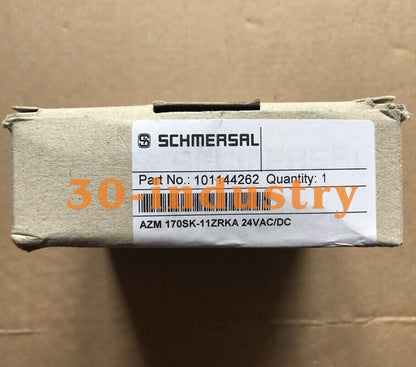 SCHMERSAL
Part No.: 101144262 Quantity: 1
30-industry
AZM 170SK-11ZRKA 24VAC/DC